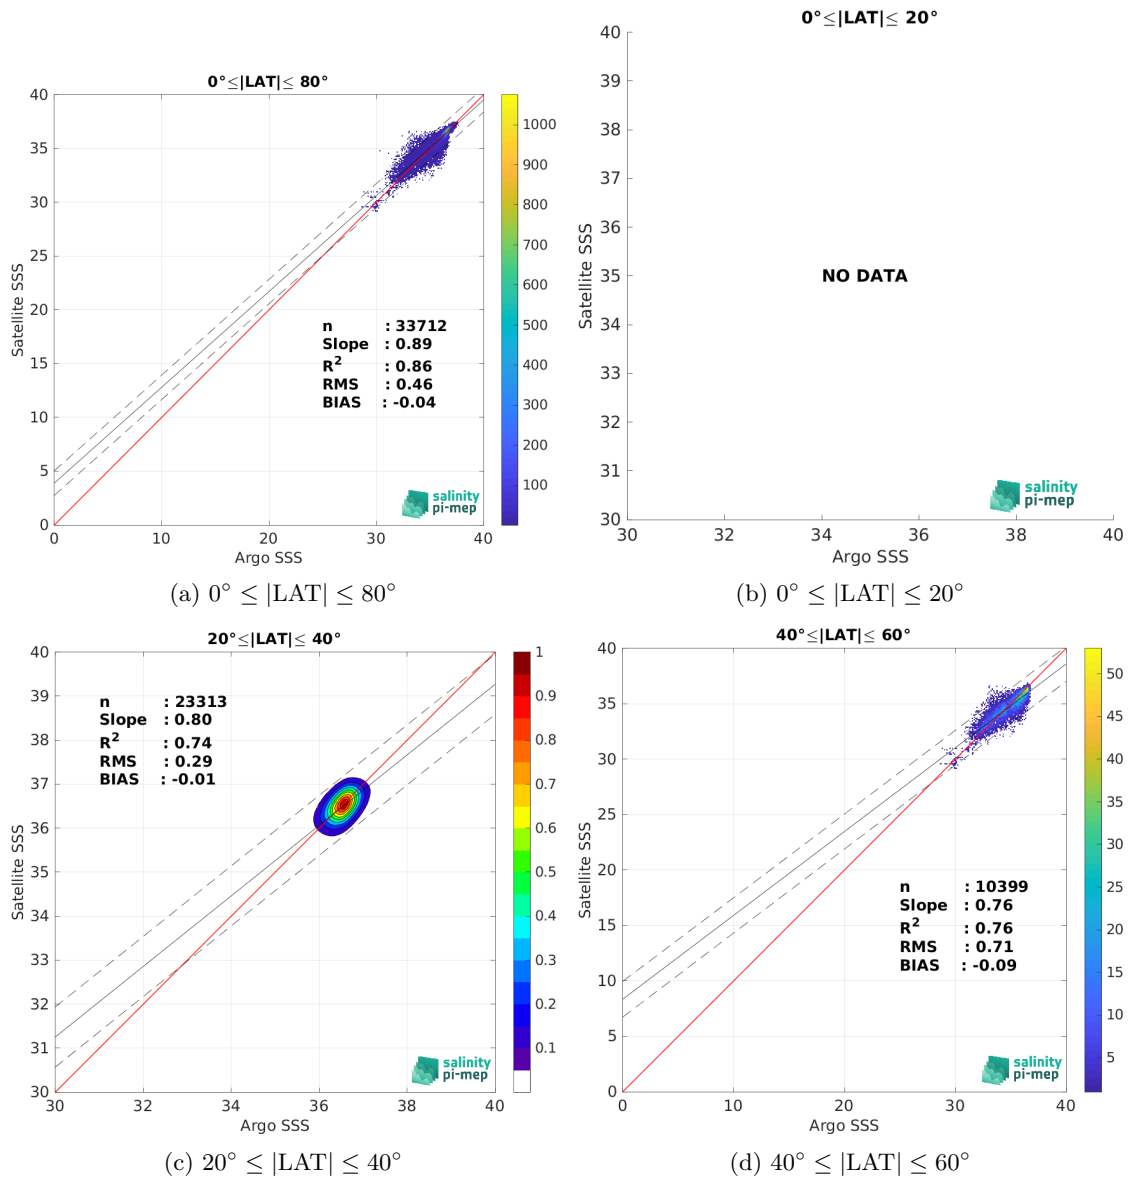 0°≤|LAT|≤ 80°
40
35
30
25
20
15
10
5
0
Satellite SSS
n : 33712
Slope : 0.89
R2 : 0.86
RMS : 0.46
BIAS : -0.04
salinity
pi-mep
0 10 20 30 40
Argo SSS
1000
900
800
700
600
500
400
300
200
100
(a) 0° ≤ |LAT| ≤ 80°
0°≤|LAT|≤ 20°
40
39
38
37
36
35
34
33
32
31
30
Satellite SSS
NO DATA
salinity
pi-mep
30 32 34 36 38 40
Argo SSS
(b) 0° ≤ |LAT| ≤ 20°
20°≤|LAT|≤ 40°
40
39
38
37
36
35
34
33
32
31
30
Satellite SSS
n : 23313
Slope : 0.80
R2 : 0.74
RMS : 0.29
BIAS : -0.01
salinity
pi-mep
30 32 34 36 38 40
Argo SSS
1
0.9
0.8
0.7
0.6
0.5
0.4
0.3
0.2
0.1
(c) 20° ≤ |LAT| ≤ 40°
40°≤|LAT|≤ 60°
40
35
30
25
20
15
10
5
0
Satellite SSS
n : 10399
Slope : 0.76
R2 : 0.76
RMS : 0.71
BIAS : -0.09
salinity
pi-mep
0 10 20 30 40
Argo SSS
50
45
40
35
30
25
20
15
10
5
(d) 40° ≤ |LAT| ≤ 60°